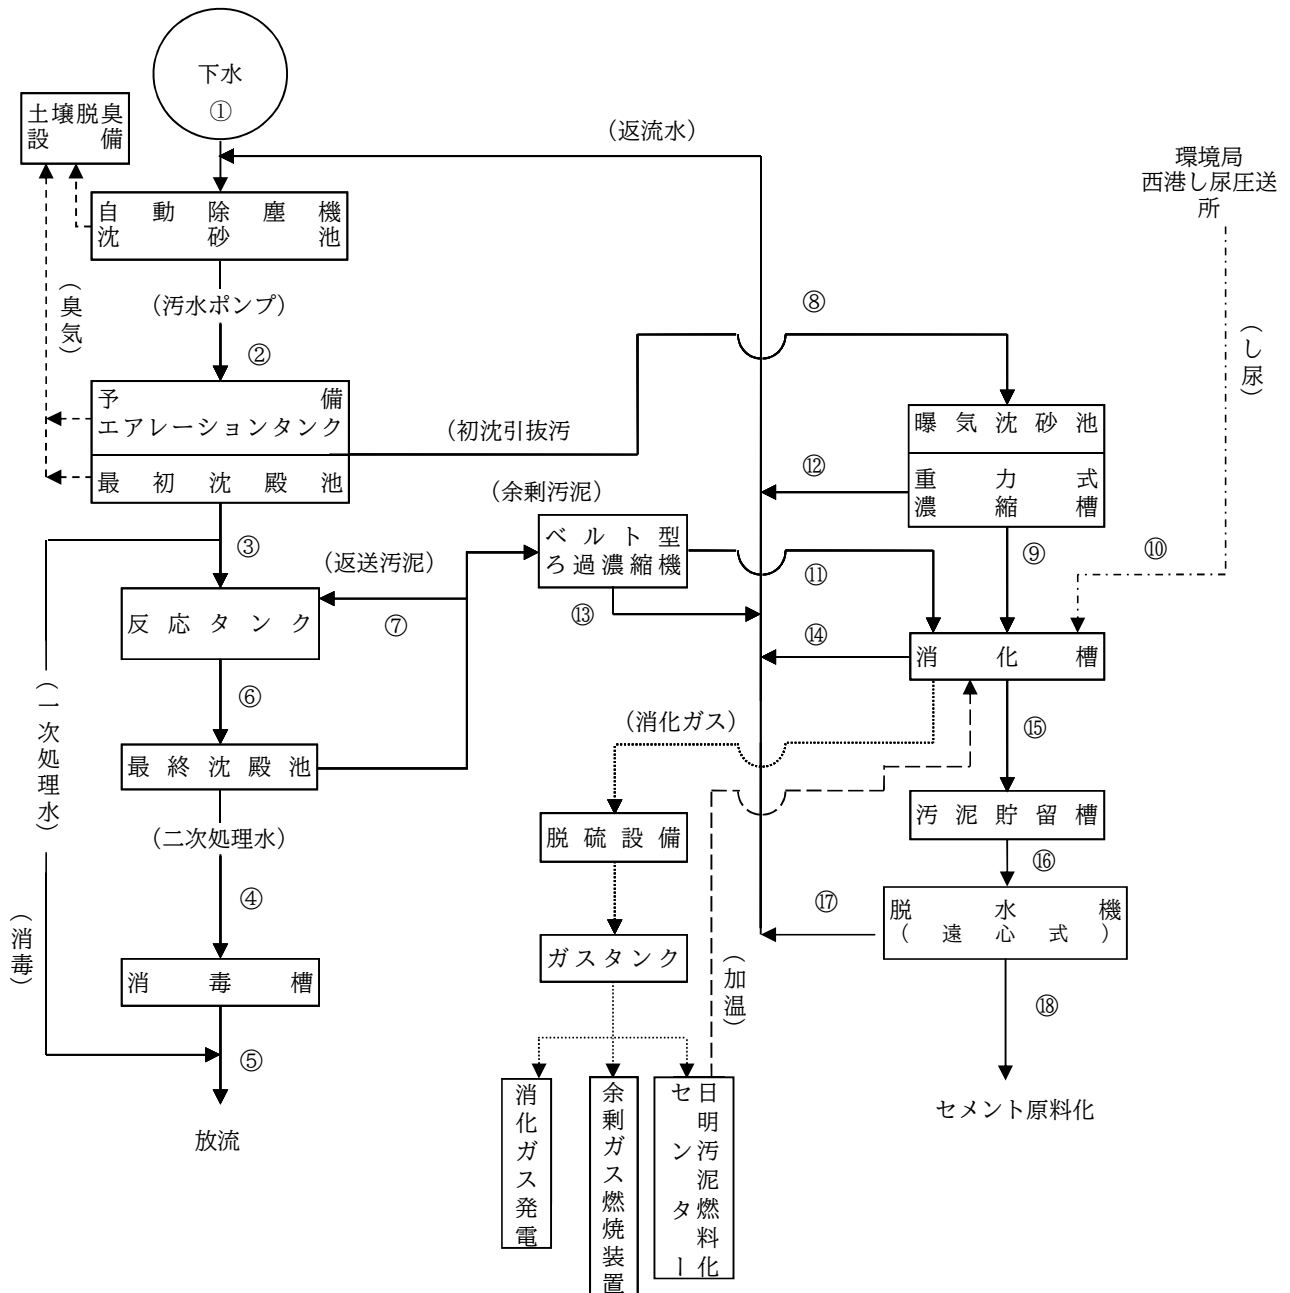 下水
①
土壌脱臭
設備
(返流水)
環境局
西港し尿圧送
所
自動除塵機
沈砂池
(臭気)
(汚水ポンプ)
⑧
(し尿)
②
予備
エアレーションタンク
最初沈殿池
(初沈引抜汚
曝気沈砂池
重力式
濃縮槽
⑫
(余剰汚泥)
ベルト型
ろ過濃縮機
③
(返送汚泥)
⑨
⑩
⑪
反応タンク
⑦
⑬
⑭
消化槽
⑥
(一次処理水)
(消化ガス)
⑮
最終沈殿池
汚泥貯留槽
脱硫設備
(二次処理水)
⑯
④
⑰
脱水機
(遠心式)
(消毒)
ガスタンク
(加温)
消毒槽
⑱
⑤
消化ガス発電
余剰ガス燃焼装置
日明汚泥燃料化
センター
セメント原料化
放流